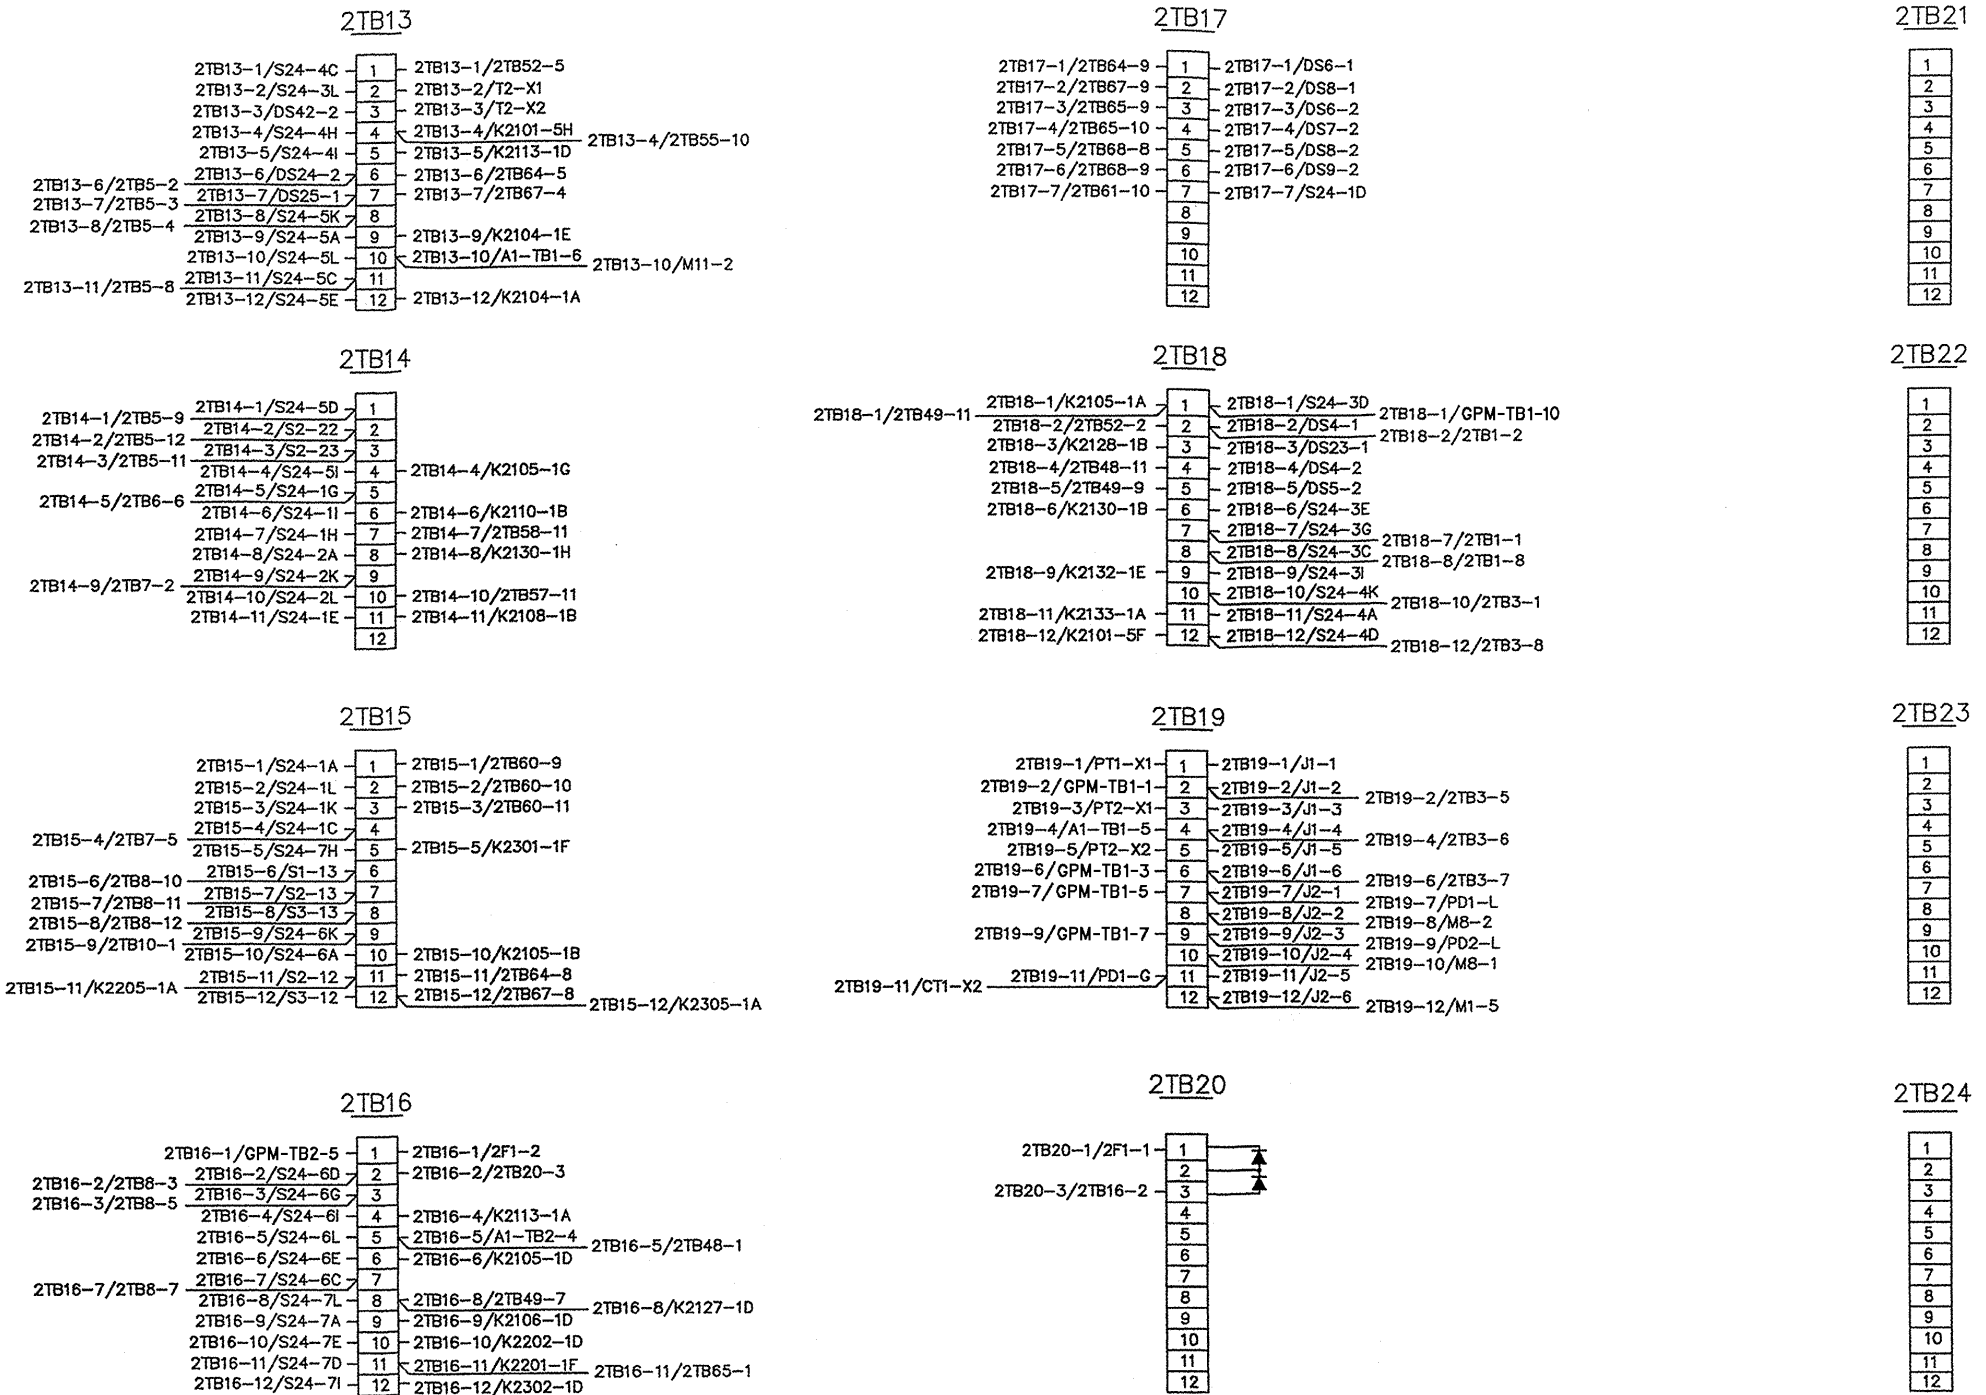 2TB13
2TB13-1/S24-4C 1 2TB13-1/2TB52-5
2TB13-2/S24-3L 2 2TB13-2/T2-X1
2TB13-3/DS42-2 3 2TB13-3/T2-X2
2TB13-4/S24-4H 4 2TB13-4/K2101-5H 2TB13-4/2TB55-10
2TB13-5/S24-4I 5 2TB13-5/K2113-1D
2TB13-6/2TB5-2 2TB13-6/DS24-2 6 2TB13-6/2TB64-5
2TB13-7/2TB5-3 2TB13-7/DS25-1 7 2TB13-7/2TB67-4
2TB13-8/2TB5-4 2TB13-8/S24-5K 8
2TB13-9/S24-5A 9 2TB13-9/K2104-1E
2TB13-10/S24-5L 10 2TB13-10/A1-TB1-6 2TB13-10/M11-2
2TB13-11/2TB5-8 2TB13-11/S24-5C 11
2TB13-12/S24-5E 12 2TB13-12/K2104-1A
2TB14
2TB14-1/2TB5-9 2TB14-1/S24-5D 1
2TB14-2/2TB5-12 2TB14-2/S2-22 2
2TB14-3/2TB5-11 2TB14-3/S2-23 3
2TB14-4/S24-5I 4 2TB14-4/K2105-1G
2TB14-5/2TB6-6 2TB14-5/S24-1G 5
2TB14-6/S24-1I 6 2TB14-6/K2110-1B
2TB14-7/S24-1H 7 2TB14-7/2TB58-11
2TB14-8/S24-2A 8 2TB14-8/K2130-1H
2TB14-9/2TB7-2 2TB14-9/S24-2K 9
2TB14-10/S24-2L 10 2TB14-10/2TB57-11
2TB14-11/S24-1E 11 2TB14-11/K2108-1B
12
2TB15
2TB15-1/S24-1A 1 2TB15-1/2TB60-9
2TB15-2/S24-1L 2 2TB15-2/2TB60-10
2TB15-3/S24-1K 3 2TB15-3/2TB60-11
2TB15-4/2TB7-5 2TB15-4/S24-1C 4
2TB15-5/S24-7H 5 2TB15-5/K2301-1F
2TB15-6/2TB8-10 2TB15-6/S1-13 6
2TB15-7/2TB8-11 2TB15-7/S2-13 7
2TB15-8/2TB8-12 2TB15-8/S3-13 8
2TB15-9/2TB10-1 2TB15-9/S24-6K 9
2TB15-10/S24-6A 10 2TB15-10/K2105-1B
2TB15-11/K2205-1A 2TB15-11/S2-12 11 2TB15-11/2TB64-8
2TB15-12/S3-12 12 2TB15-12/2TB67-8 2TB15-12/K2305-1A
2TB16
2TB16-1/GPM-TB2-5 1 2TB16-1/2F1-2
2TB16-2/2TB8-3 2TB16-2/S24-6D 2 2TB16-2/2TB20-3
2TB16-3/2TB8-5 2TB16-3/S24-6G 3
2TB16-4/S24-6I 4 2TB16-4/K2113-1A
2TB16-5/S24-6L 5 2TB16-5/A1-TB2-4 2TB16-5/2TB48-1
2TB16-6/S24-6E 6 2TB16-6/K2105-1D
2TB16-7/2TB8-7 2TB16-7/S24-6C 7
2TB16-8/S24-7L 8 2TB16-8/2TB49-7 2TB16-8/K2127-1D
2TB16-9/S24-7A 9 2TB16-9/K2106-1D
2TB16-10/S24-7E 10 2TB16-10/K2202-1D
2TB16-11/S24-7D 11 2TB16-11/K2201-1F 2TB16-11/2TB65-1
2TB16-12/S24-7I 12 2TB16-12/K2302-1D
2TB17
2TB17-1/2TB64-9 1 2TB17-1/DS6-1
2TB17-2/2TB67-9 2 2TB17-2/DS8-1
2TB17-3/2TB65-9 3 2TB17-3/DS6-2
2TB17-4/2TB65-10 4 2TB17-4/DS7-2
2TB17-5/2TB68-8 5 2TB17-5/DS8-2
2TB17-6/2TB68-9 6 2TB17-6/DS9-2
2TB17-7/2TB61-10 7 2TB17-7/S24-1D
8
9
10
11
12
2TB18
2TB18-1/2TB49-11 2TB18-1/K2105-1A 1 2TB18-1/S24-3D 2TB18-1/GPM-TB1-10
2TB18-2/2TB52-2 2 2TB18-2/DS4-1 2TB18-2/2TB1-2
2TB18-3/K2128-1B 3 2TB18-3/DS23-1
2TB18-4/2TB48-11 4 2TB18-4/DS4-2
2TB18-5/2TB49-9 5 2TB18-5/DS5-2
2TB18-6/K2130-1B 6 2TB18-6/S24-3E
7 2TB18-7/S24-3G 2TB18-7/2TB1-1
8 2TB18-8/S24-3C 2TB18-8/2TB1-8
2TB18-9/K2132-1E 9 2TB18-9/S24-3I
10 2TB18-10/S24-4K 2TB18-10/2TB3-1
2TB18-11/K2133-1A 11 2TB18-11/S24-4A
2TB18-12/K2101-5F 12 2TB18-12/S24-4D 2TB18-12/2TB3-8
2TB19
2TB19-1/PT1-X1 1 2TB19-1/J1-1
2TB19-2/GPM-TB1-1 2 2TB19-2/J1-2 2TB19-2/2TB3-5
2TB19-3/PT2-X1 3 2TB19-3/J1-3
2TB19-4/A1-TB1-5 4 2TB19-4/J1-4 2TB19-4/2TB3-6
2TB19-5/PT2-X2 5 2TB19-5/J1-5
2TB19-6/GPM-TB1-3 6 2TB19-6/J1-6 2TB19-6/2TB3-7
2TB19-7/GPM-TB1-5 7 2TB19-7/J2-1 2TB19-7/PD1-L
8 2TB19-8/J2-2 2TB19-8/M8-2
2TB19-9/GPM-TB1-7 9 2TB19-9/J2-3 2TB19-9/PD2-L
10 2TB19-10/J2-4 2TB19-10/M8-1
2TB19-11/CT1-X2 2TB19-11/PD1-G 11 2TB19-11/J2-5
12 2TB19-12/J2-6 2TB19-12/M1-5
2TB20
2TB20-1/2F1-1 1
2
2TB20-3/2TB16-2 3
4
5
6
7
8
9
10
11
12
2TB21
1
2
3
4
5
6
7
8
9
10
11
12
2TB22
1
2
3
4
5
6
7
8
9
10
11
12
2TB23
1
2
3
4
5
6
7
8
9
10
11
12
2TB24
1
2
3
4
5
6
7
8
9
10
11
12